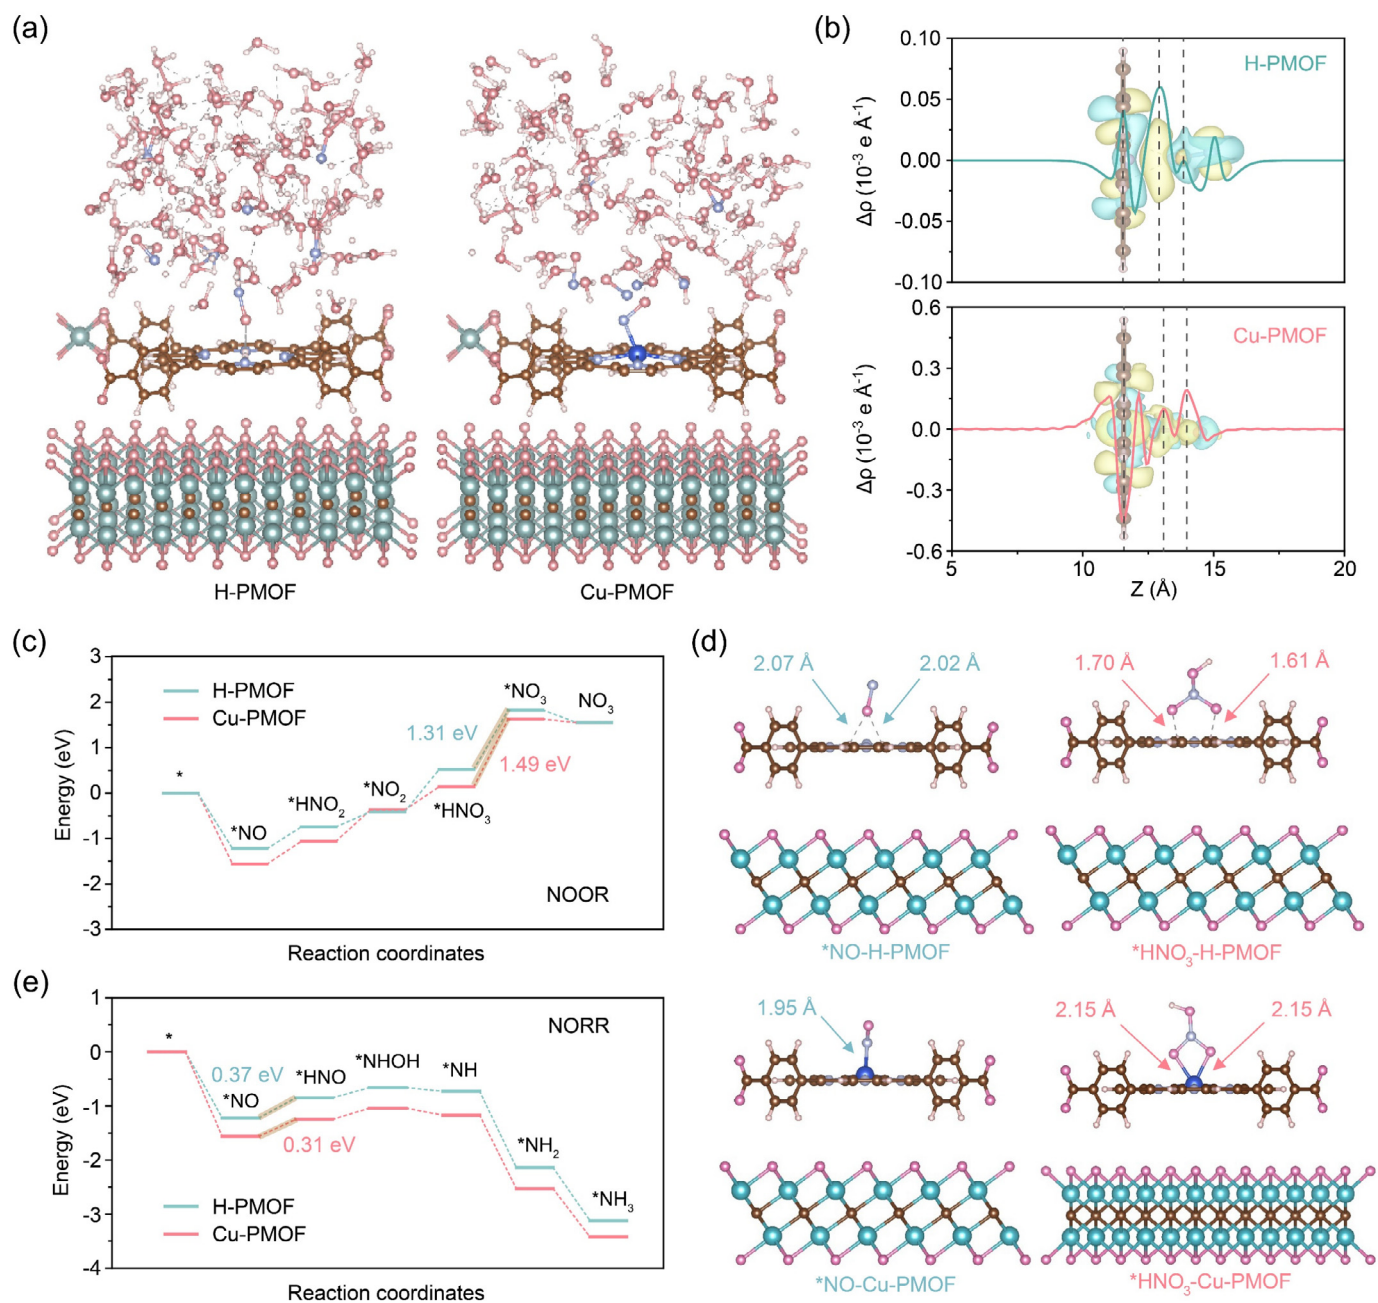 (a)
H-PMOF
Cu-PMOF
(b)
0.10
0.05
0.00
-0.05
-0.10
Δρ (10⁻³ e Å⁻¹)
H-PMOF
0.6
0.3
0.0
-0.3
-0.6
Δρ (10⁻³ e Å⁻¹)
Cu-PMOF
5 10 15 20
Z (Å)
(c)
3
2
1
0
-1
-2
-3
Energy (eV)
H-PMOF
Cu-PMOF
*
*NO
*HNO₂
*NO₂
*HNO₃
*NO₃
NO₃
1.31 eV
1.49 eV
NOOR
Reaction coordinates
(d)
2.07 Å 2.02 Å
*NO-H-PMOF
1.70 Å 1.61 Å
*HNO₃-H-PMOF
1.95 Å
*NO-Cu-PMOF
2.15 Å 2.15 Å
*HNO₃-Cu-PMOF
(e)
1
0
-1
-2
-3
-4
Energy (eV)
NORR
*
0.37 eV
*NO
*HNO
*NHOH
*NH
*NH₂
*NH₃
0.31 eV
H-PMOF
Cu-PMOF
Reaction coordinates